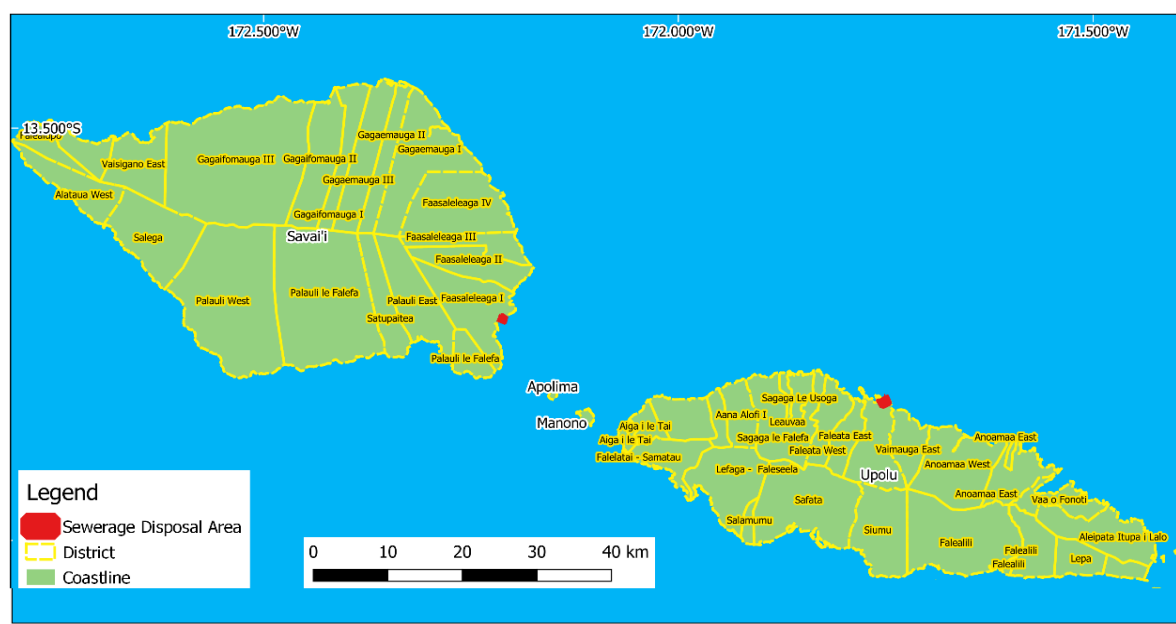 172.500°W
172.000°W
171.500°W
13.500°S
Gagaemauga II
Gagaemauga I
Vaisigano East
Gagaifomauga III
Gagaifomauga II
Gagaemauga III
Alataua West
Faasaleleaga IV
Gagaifomauga I
Savai'i
Salega
Faasaleleaga III
Faasaleleaga II
Palauli West
Palauli le Falefa
Palauli East
Faasaleleaga I
Satupaitea
Palauli le Falefa
Apolima
Manono
Sagaga Le Usoga
Aana Alofi I
Leauvaa
Aiga i le Tai
Aiga i le Tai
Sagaga le Falefa
Faleata East
Anoamaa East
Faleata West
Vaimauga East
Falelatai - Samatau
Lefaga - Faleseela
Anoamaa West
Upolu
Safata
Anoamaa East
Vaa o Fonoti
Salamumu
Siumu
Falealili
Aleipata Itupa i Lalo
Falealili
Lepa
Falealili
Legend
Sewerage Disposal Area
District
Coastline
0 10 20 30 40 km